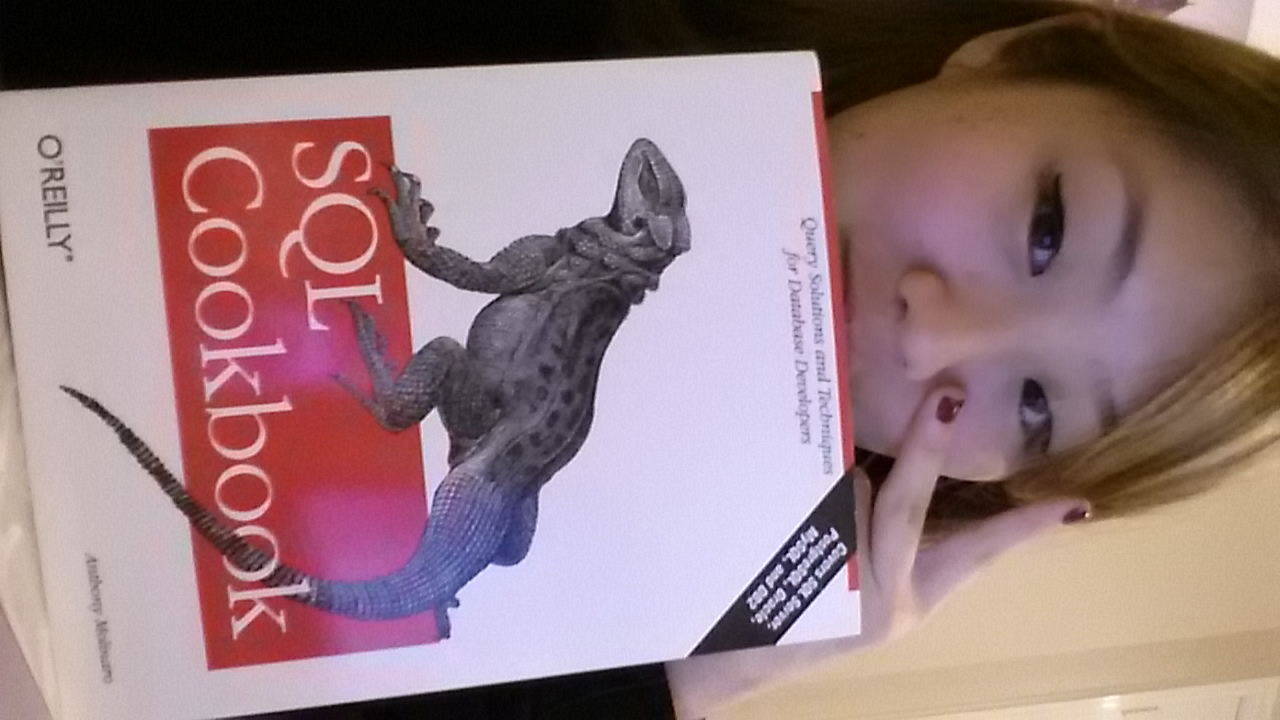 Query Solutions and Techniques
for Database Developers
Covers SQL Server,
PostgreSQL, Oracle,
MySQL, and DB2
SQL
Cookbook
O'REILLY®
Anthony Molinaro